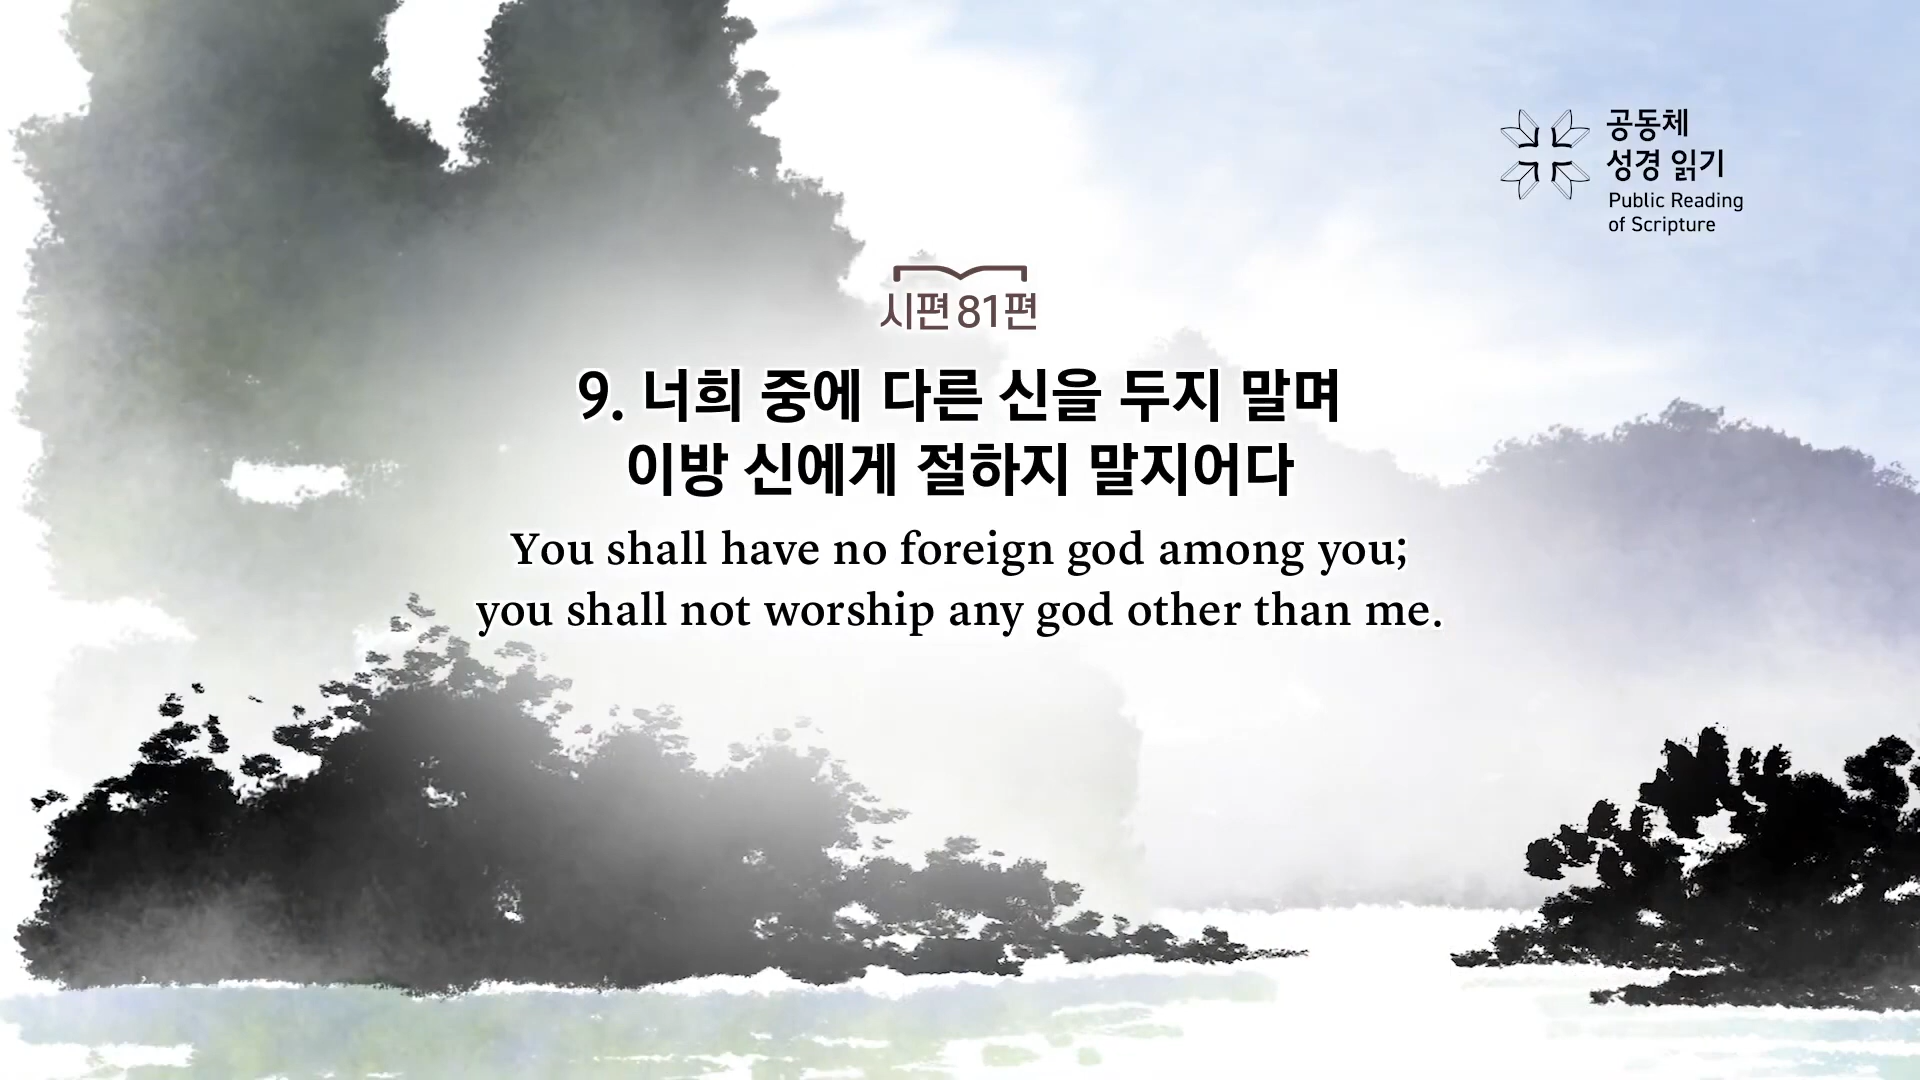 공동체
성경 읽기
Public Reading
of Scripture
시편 81편
9. 너희 중에 다른 신을 두지 말며
이방 신에게 절하지 말지어다
You shall have no foreign god among you;
you shall not worship any god other than me.